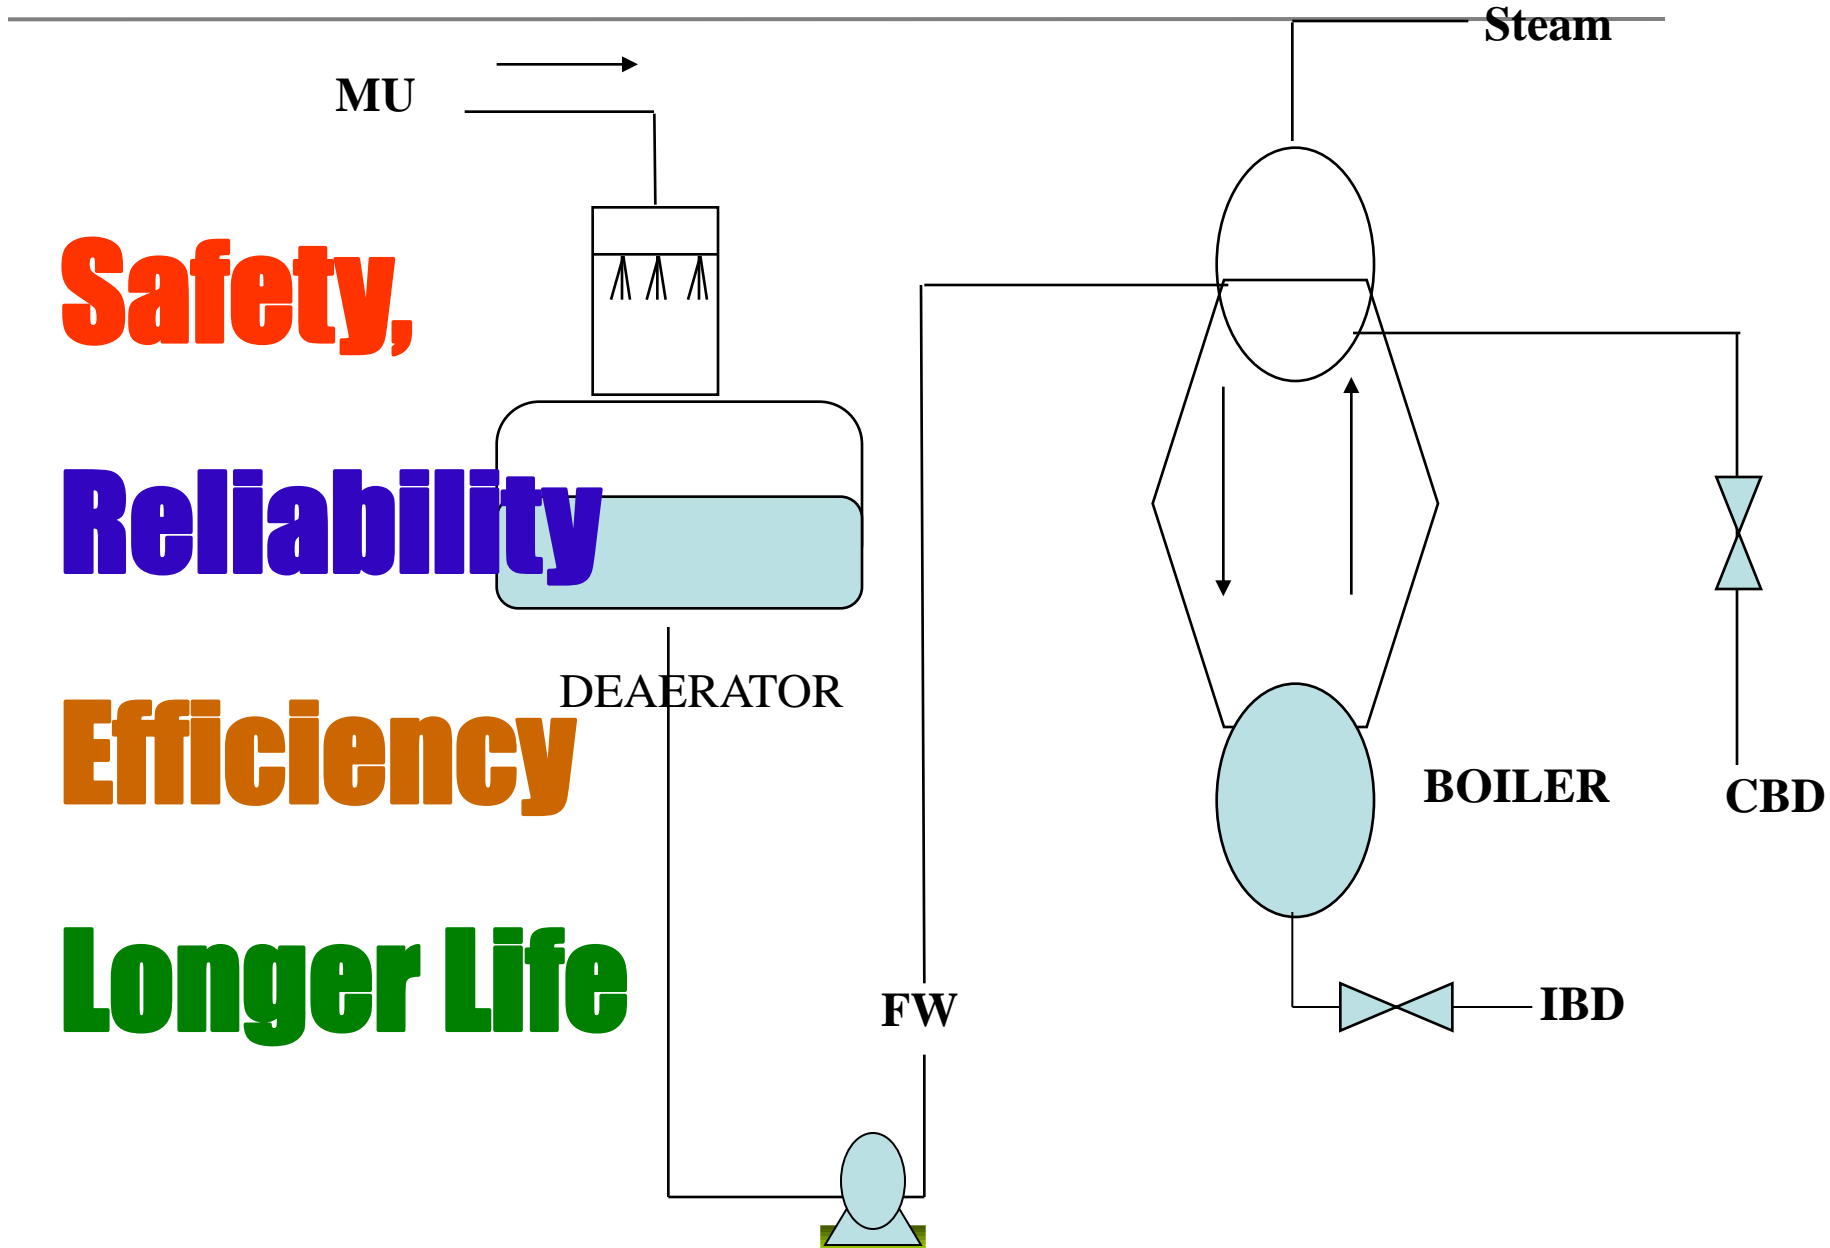 Steam
MU
Safety,
Reliability
DEAERATOR
Efficiency
BOILER
CBD
Longer Life
FW
IBD